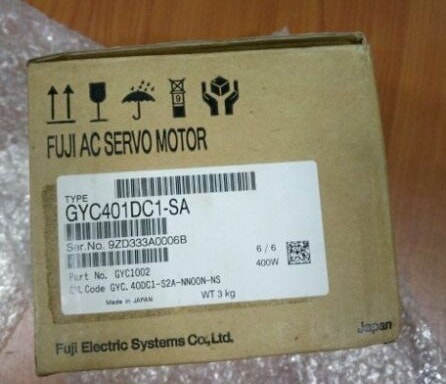 9
FUJI AC SERVO MOTOR
TYPE
GYC401DC1-SA
Ser.No. 9ZD333A0006B
6 / 6
400W
Part No. GYC1002
Code GYC.40DC1-S2A-NN00N-NS
Made in JAPAN
WT 3 kg
Fuji Electric Systems Co.,Ltd.
Japan